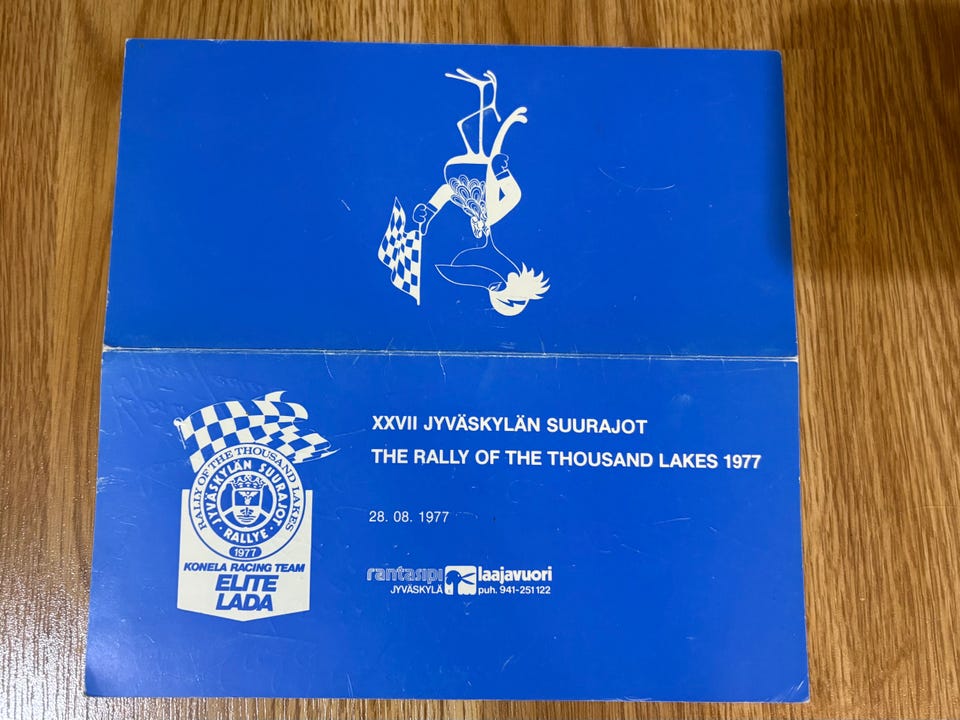 RALLY OF THE THOUSAND LAKES
JYVÄSKYLÄN SUURAJOT
· RALLYE ·
1977
KONELA RACING TEAM
ELITE
LADA
XXVII JYVÄSKYLÄN SUURAJOT
THE RALLY OF THE THOUSAND LAKES 1977
28. 08. 1977
rantasipi laajavuori
JYVÄSKYLÄ puh. 941-251122